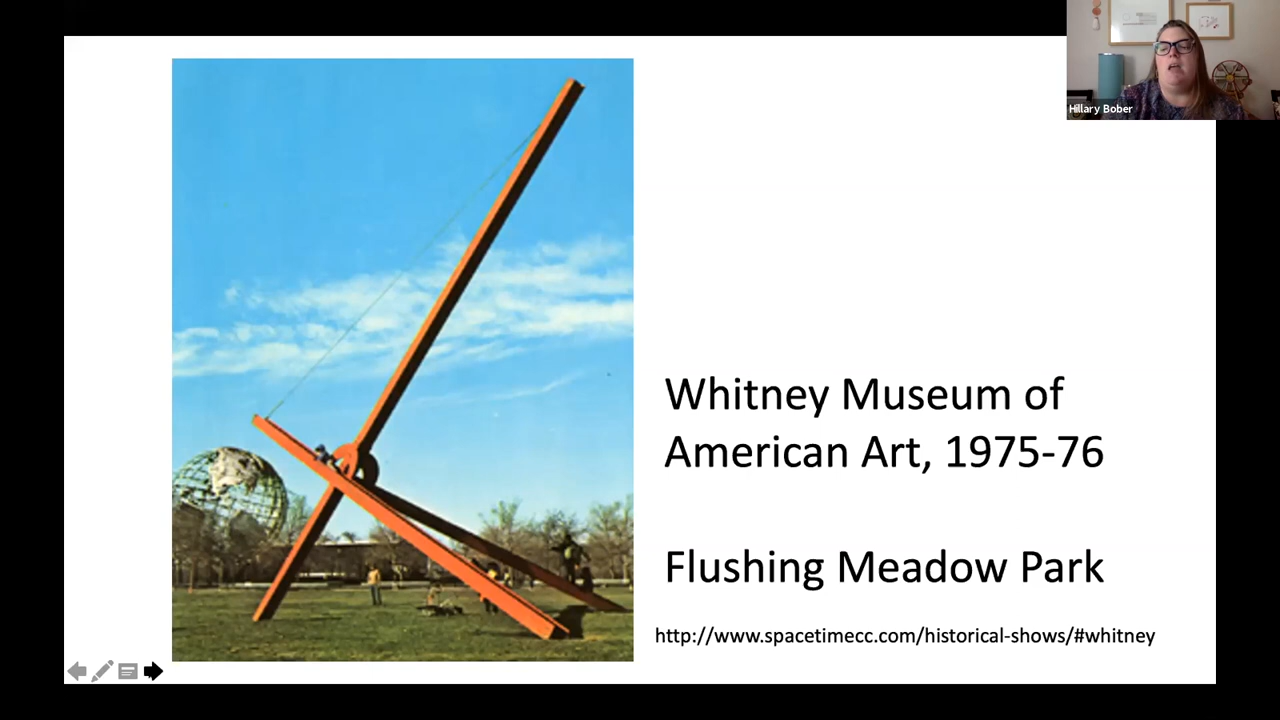 Hillary Bober
Whitney Museum of
American Art, 1975-76
Flushing Meadow Park
http://www.spacetimecc.com/historical-shows/#whitney